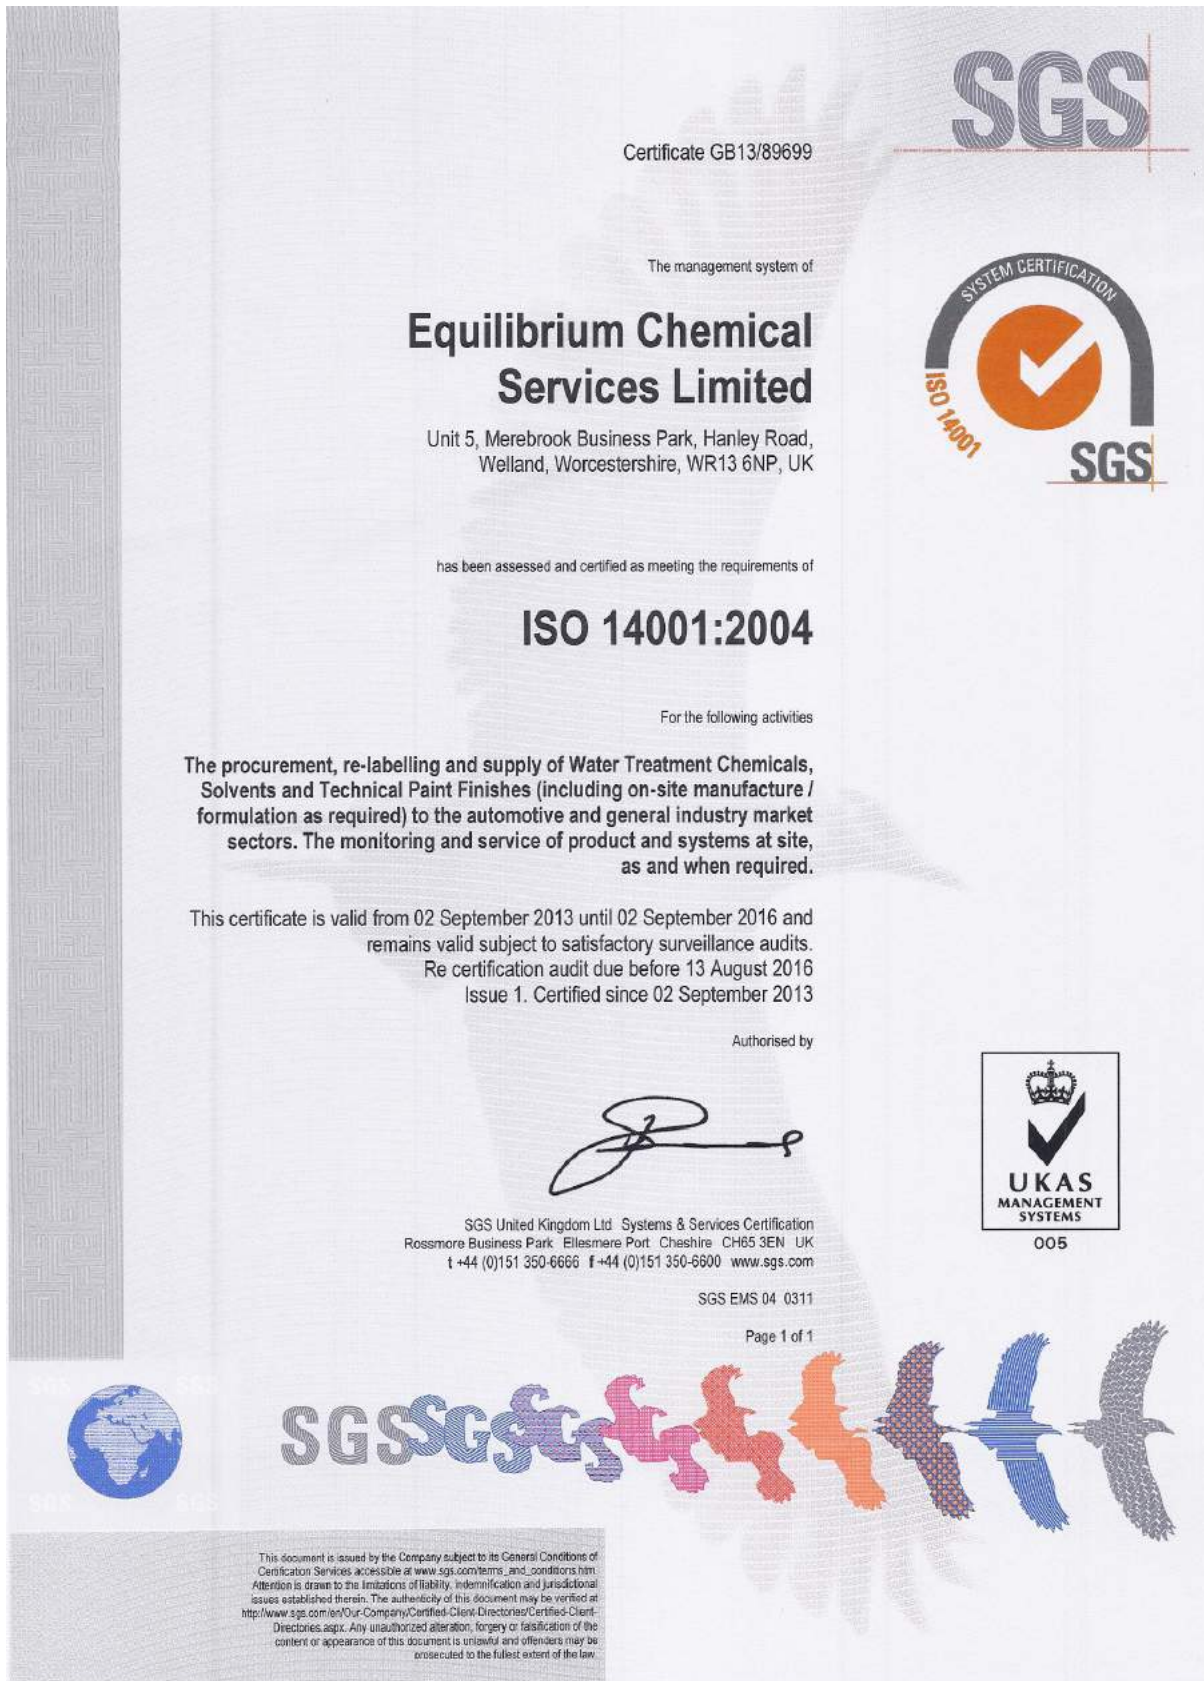 SGS
Certificate GB13/89699
The management system of
SYSTEM CERTIFICATION
ISO 14001
SGS
Equilibrium Chemical
Services Limited
Unit 5, Merebrook Business Park, Hanley Road,
Welland, Worcestershire, WR13 6NP, UK
has been assessed and certified as meeting the requirements of
ISO 14001:2004
For the following activities
The procurement, re-labelling and supply of Water Treatment Chemicals,
Solvents and Technical Paint Finishes (including on-site manufacture /
formulation as required) to the automotive and general industry market
sectors. The monitoring and service of product and systems at site,
as and when required.
This certificate is valid from 02 September 2013 until 02 September 2016 and
remains valid subject to satisfactory surveillance audits.
Re certification audit due before 13 August 2016
Issue 1. Certified since 02 September 2013
Authorised by
UKAS
MANAGEMENT
SYSTEMS
005
SGS United Kingdom Ltd Systems & Services Certification
Rossmore Business Park Ellesmere Port Cheshire CH65 3EN UK
t +44 (0)151 350-6666 f +44 (0)151 350-6600 www.sgs.com
SGS EMS 04 0311
Page 1 of 1
SGS SGS SGS
This document is issued by the Company subject to its General Conditions of
Certification Services accessible at www.sgs.com/terms_and_conditions.htm.
Attention is drawn to the limitations of liability, indemnification and jurisdictional
issues established therein. The authenticity of this document may be verified at
http://www.sgs.com/en/Our-Company/Certified-Client-Directories/Certified-Client-
Directories.aspx. Any unauthorized alteration, forgery or falsification of the
content or appearance of this document is unlawful and offenders may be
prosecuted to the fullest extent of the law.